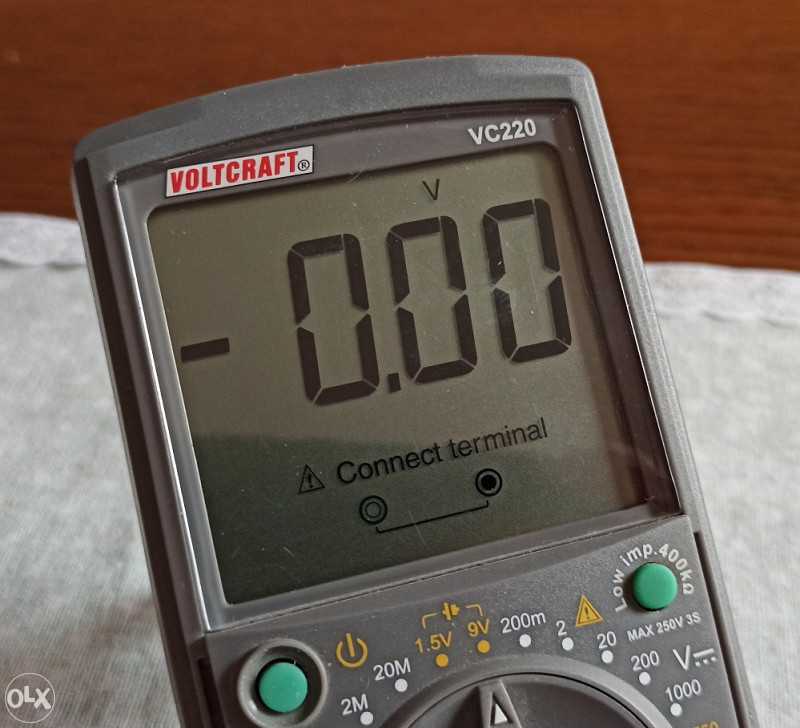 VC220
VOLTCRAFT®
V
-0.00
⚠ Connect terminal
Low imp. 400kΩ
MAX 250V 3S
2M
20M
1.5V
9V
200m
2
20
200
1000
V
OLX